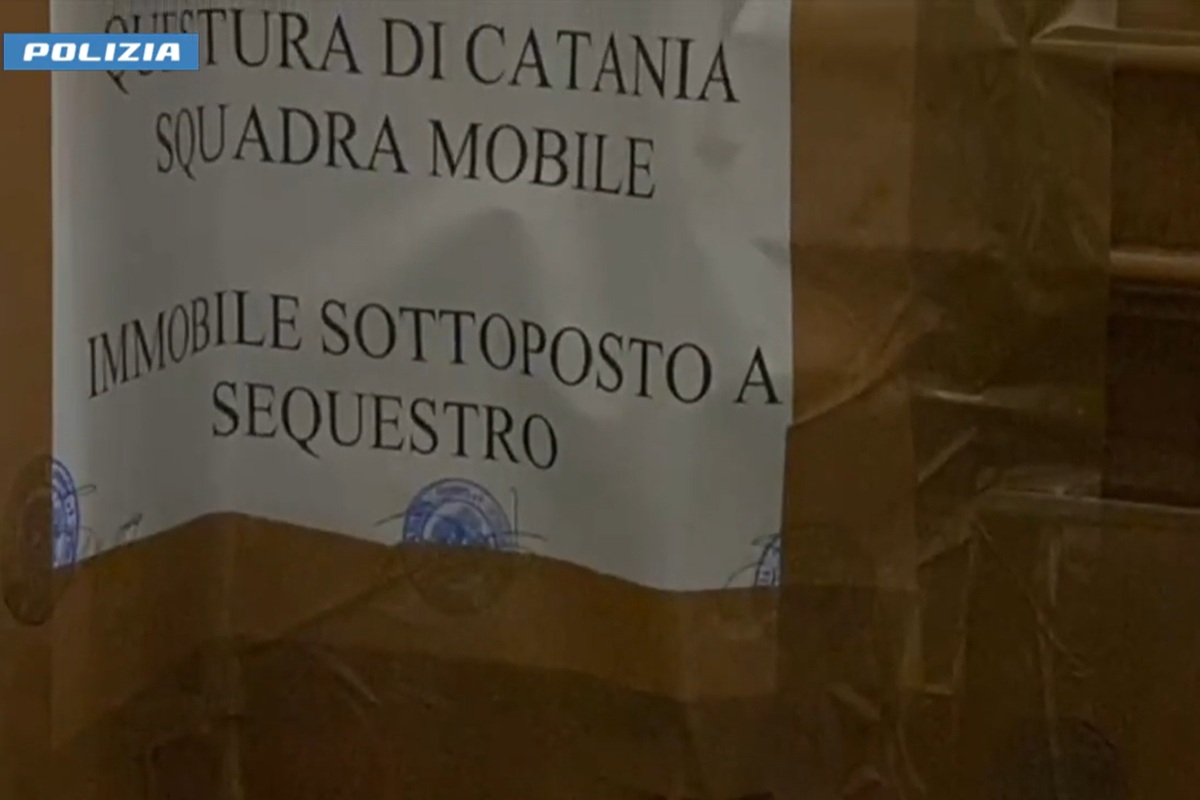 POLIZIA
QUESTURA DI CATANIA
SQUADRA MOBILE
IMMOBILE SOTTOPOSTO A
SEQUESTRO